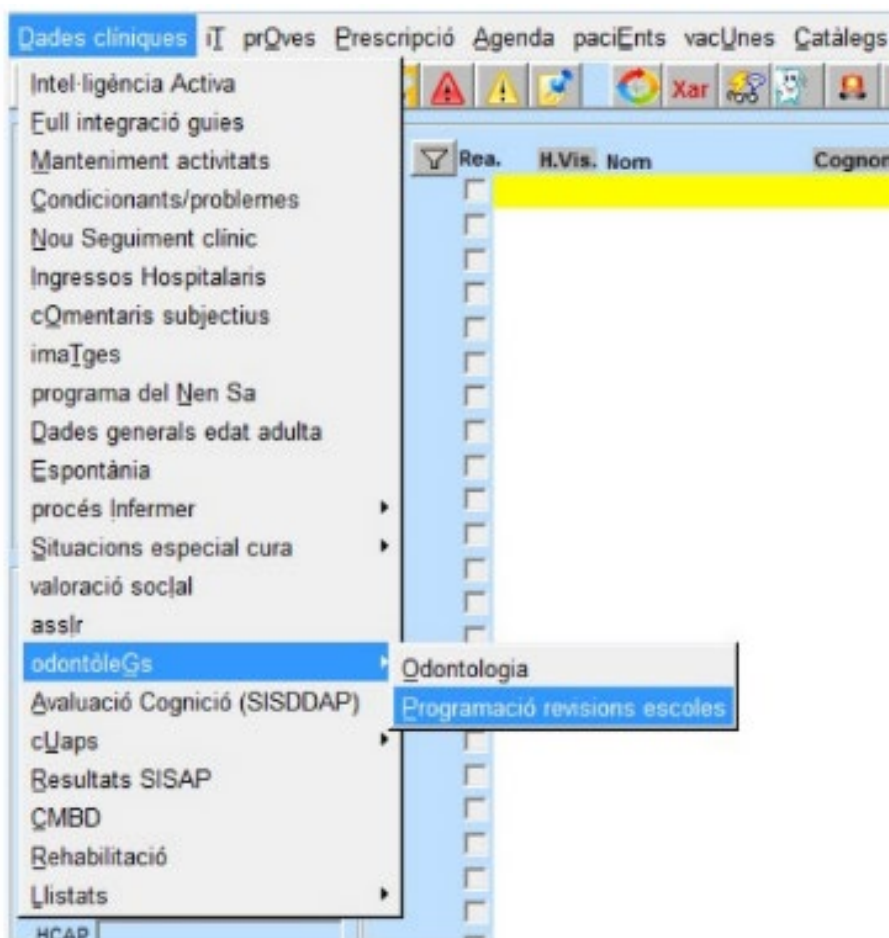 Dades clíniques iT prOves Prescripció Agenda paciEnts vacUnes Catàlegs
Xar
Intel·ligència Activa
Full integració guies
Manteniment activitats
Condicionants/problemes
Nou Seguiment clínic
Ingressos Hospitalaris
cOmentaris subjectius
imaTges
programa del Nen Sa
Dades generals edat adulta
Espontània
procés Infermer
Situacions especial cura
valoració socIal
assIr
odontòleGs
Avaluació Cognició (SISDDAP)
cUaps
Resultats SISAP
CMBD
Rehabilitació
Llistats
HCAP
Rea. H.Vis. Nom Cognom
Odontologia
Programació revisions escoles